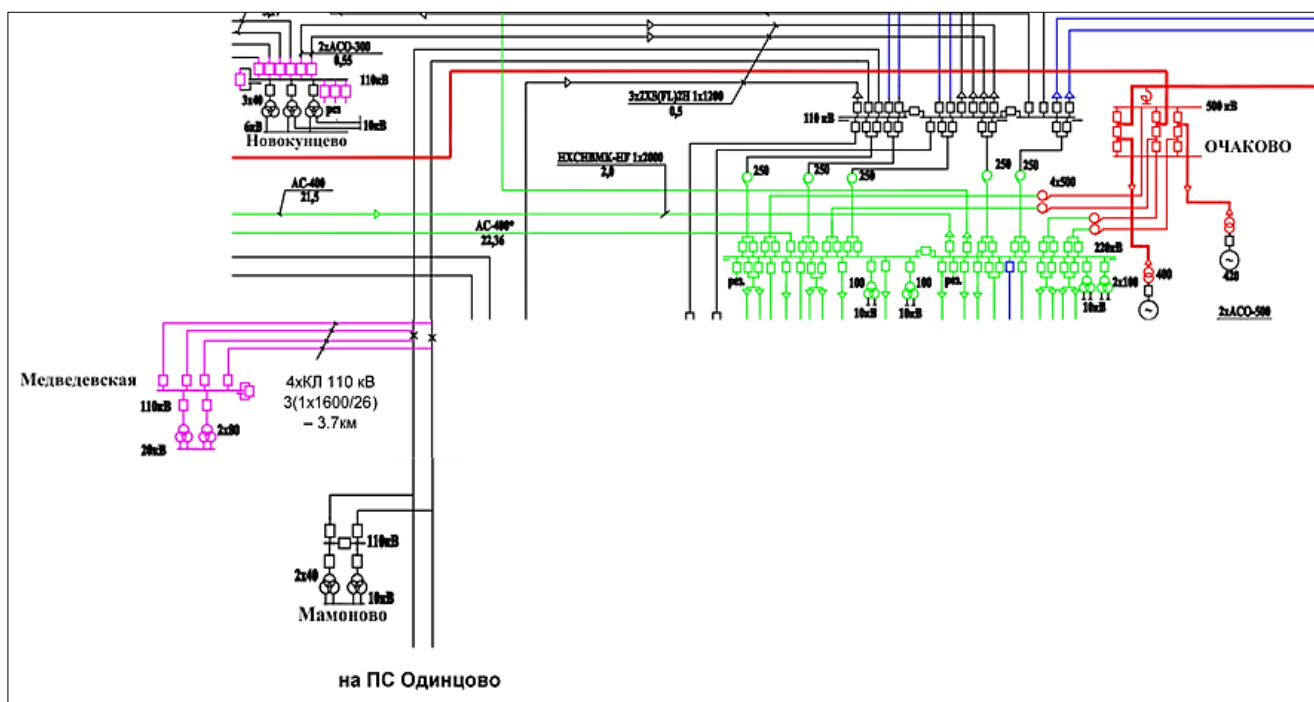 2хАСО-300
0,55
110кВ
3х40
рез
6кВ
10кВ
Новокунцево
3х2XS(FL)2H 1х1200
0,5
110 кВ
500 кВ
ОЧАКОВО
НХСНВМК-HF 1х2000
2,0
250
250
250
250
250
4х500
АС-400
21,5
АС-400*
22,36
220кВ
рез.
100
100
рез.
2х100
400
420
10кВ
10кВ
10кВ
2хАСО-500
Медведевская
110кВ
2х80
20кВ
4хКЛ 110 кВ
3(1х1600/26)
– 3.7км
110кВ
2х40
10кВ
Мамоново
на ПС Одинцово